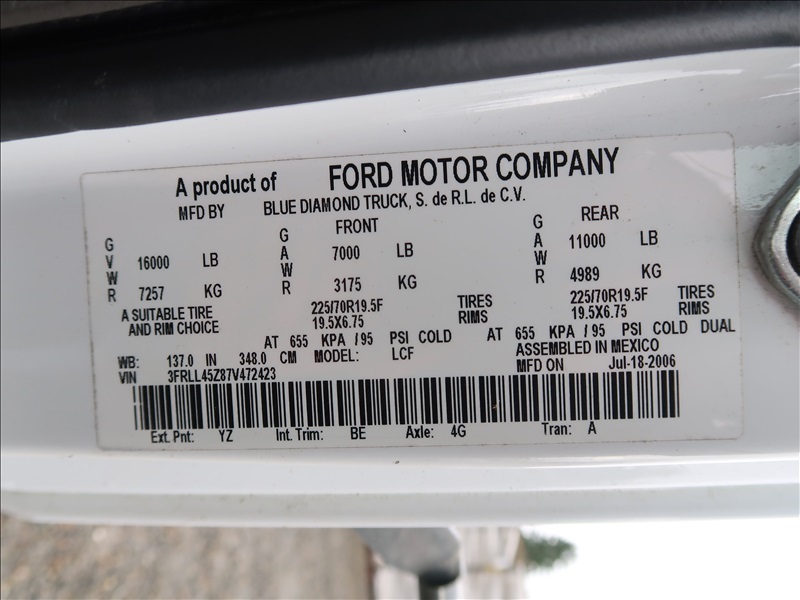 A product of FORD MOTOR COMPANY
MFD BY BLUE DIAMOND TRUCK, S. de R.L. de C.V.
FRONT REAR
GVWR 16000 LB GAWR 7000 LB GAWR 11000 LB
7257 KG 3175 KG 4989 KG
A SUITABLE TIRE 225/70R19.5F TIRES 225/70R19.5F TIRES
AND RIM CHOICE 19.5X6.75 RIMS 19.5X6.75 RIMS
AT 655 KPA /95 PSI COLD AT 655 KPA /95 PSI COLD DUAL
WB: 137.0 IN 348.0 CM MODEL: LCF ASSEMBLED IN MEXICO
VIN 3FRLL45Z87V472423 MFD ON Jul-18-2006
Ext. Pnt: YZ Int. Trim: BE Axle: 4G Tran: A